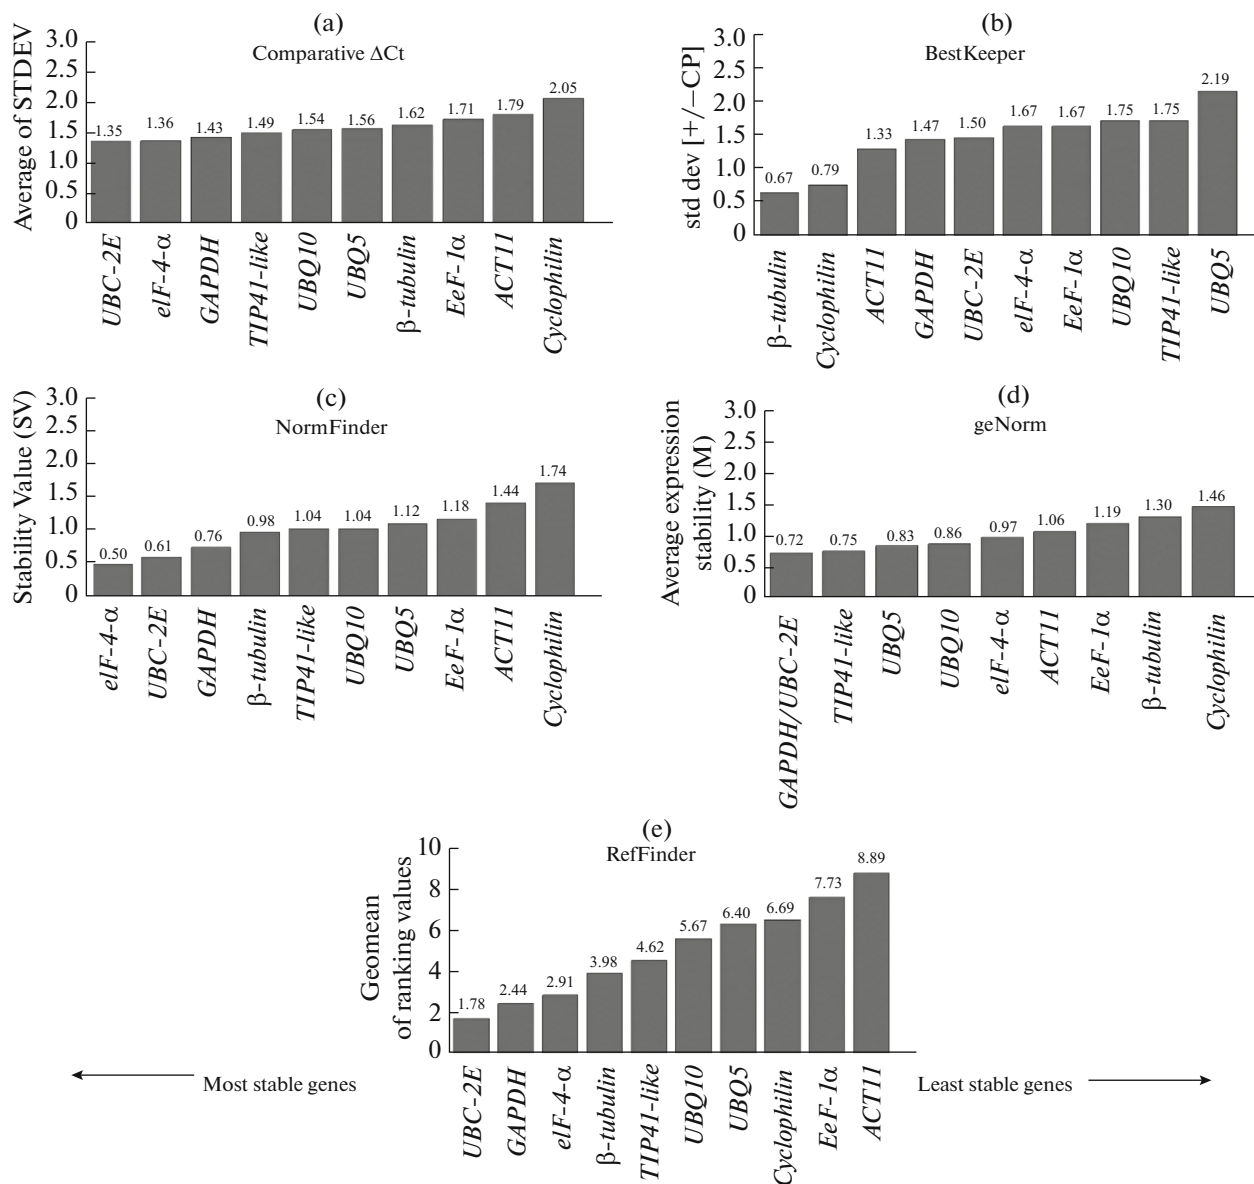 (a)
Comparative ΔCt
Average of STDEV
3.0
2.5
2.0
1.5
1.0
0.5
0
1.35
1.36
1.43
1.49
1.54
1.56
1.62
1.71
1.79
2.05
UBC-2E
elF-4-α
GAPDH
TIP41-like
UBQ10
UBQ5
β-tubulin
EeF-1α
ACT11
Cyclophilin
(b)
BestKeeper
std dev [+/–CP]
3.0
2.5
2.0
1.5
1.0
0.5
0
0.67
0.79
1.33
1.47
1.50
1.67
1.67
1.75
1.75
2.19
β-tubulin
Cyclophilin
ACT11
GAPDH
UBC-2E
elF-4-α
EeF-1α
UBQ10
TIP41-like
UBQ5
(c)
NormFinder
Stability Value (SV)
3.0
2.5
2.0
1.5
1.0
0.5
0
0.50
0.61
0.76
0.98
1.04
1.04
1.12
1.18
1.44
1.74
elF-4-α
UBC-2E
GAPDH
β-tubulin
TIP41-like
UBQ10
UBQ5
EeF-1α
ACT11
Cyclophilin
(d)
geNorm
Average expression
stability (M)
3.0
2.5
2.0
1.5
1.0
0.5
0
0.72
0.75
0.83
0.86
0.97
1.06
1.19
1.30
1.46
GAPDH/UBC-2E
TIP41-like
UBQ5
UBQ10
elF-4-α
ACT11
EeF-1α
β-tubulin
Cyclophilin
(e)
RefFinder
Geomean
of ranking values
10
8
6
4
2
0
1.78
2.44
2.91
3.98
4.62
5.67
6.40
6.69
7.73
8.89
UBC-2E
GAPDH
elF-4-α
β-tubulin
TIP41-like
UBQ10
UBQ5
Cyclophilin
EeF-1α
ACT11
Most stable genes
Least stable genes